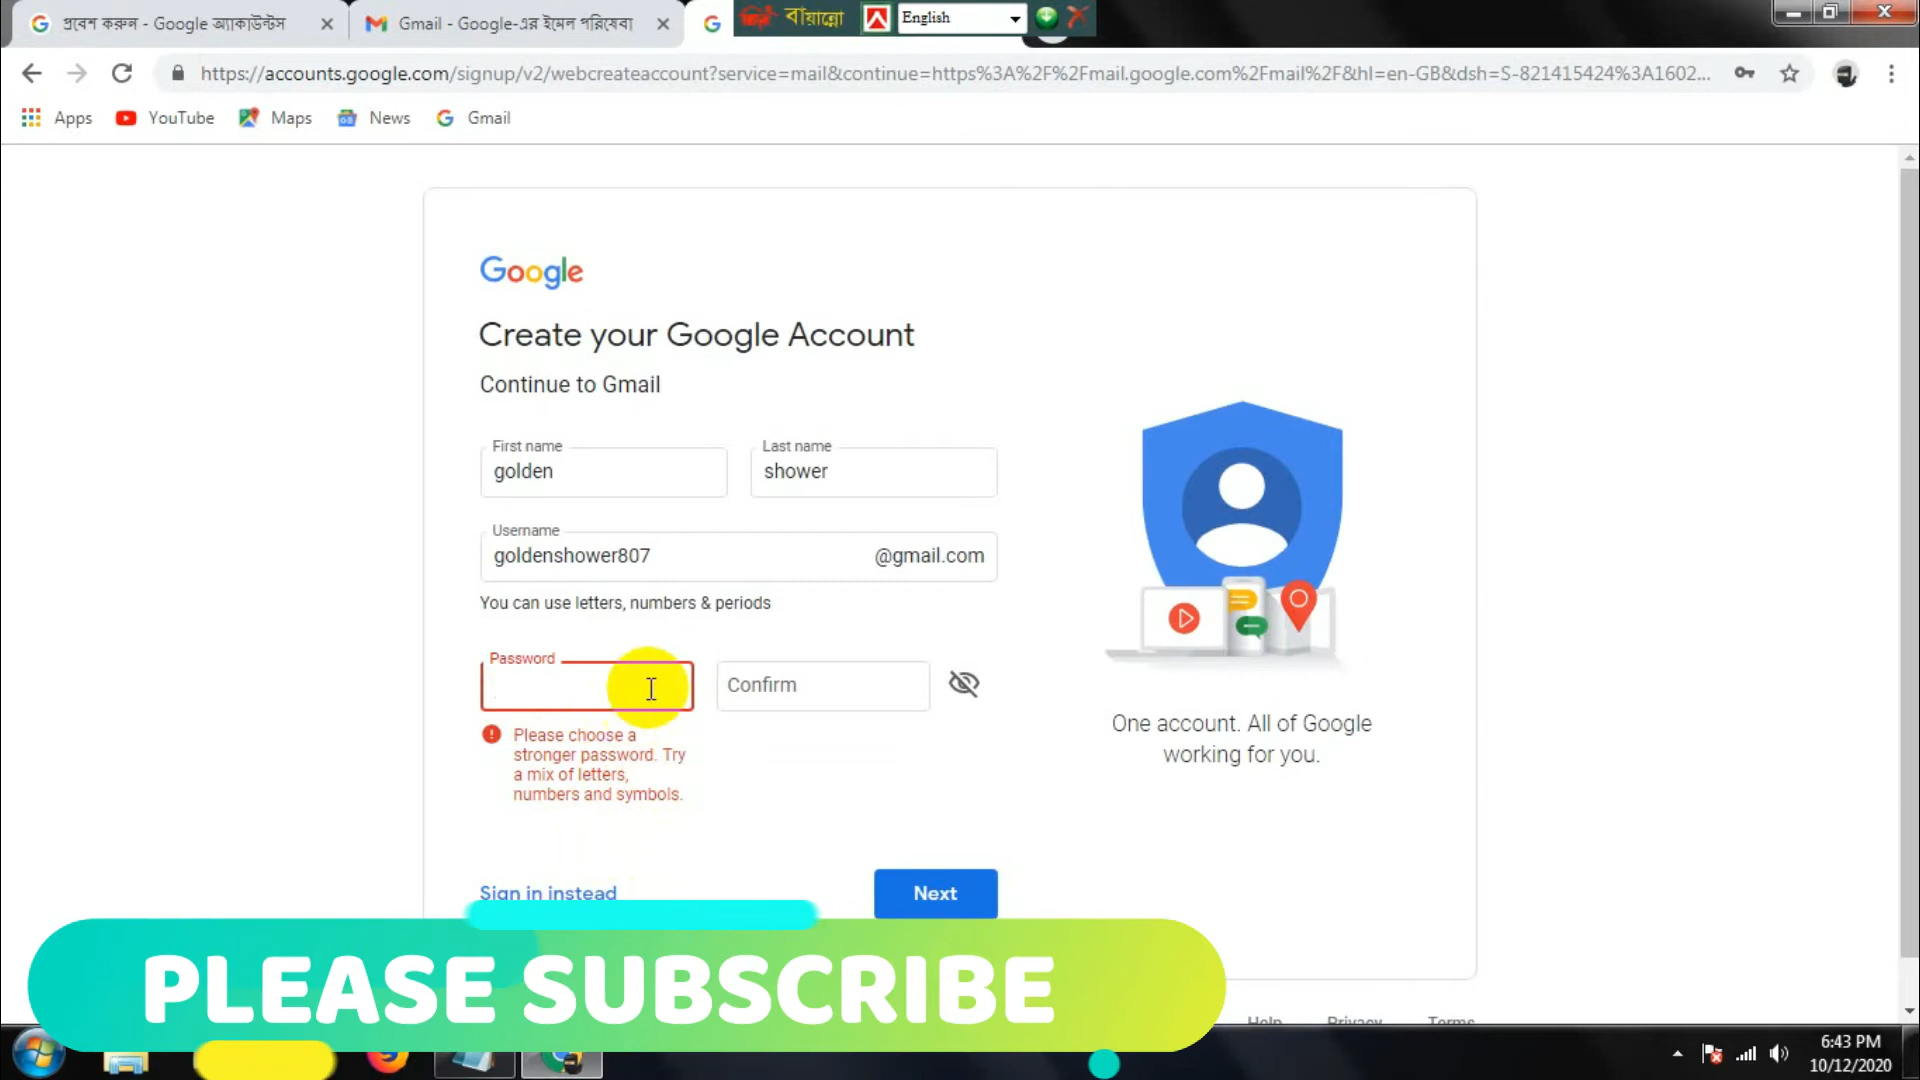 প্রবেশ করুন - Google অ্যাকাউন্টস
Gmail - Google-এর ইমেল পরিষেবা
বায়ান্নো
English
https://accounts.google.com/signup/v2/webcreateaccount?service=mail&continue=https%3A%2F%2Fmail.google.com%2Fmail%2F&hl=en-GB&dsh=S-821415424%3A1602...
Apps
YouTube
Maps
News
Gmail
Google
Create your Google Account
Continue to Gmail
First name
golden
Last name
shower
Username
goldenshower807
@gmail.com
You can use letters, numbers & periods
Password
Confirm
Please choose a
stronger password. Try
a mix of letters,
numbers and symbols.
One account. All of Google
working for you.
Sign in instead
Next
PLEASE SUBSCRIBE
Help
Privacy
Terms
6:43 PM
10/12/2020